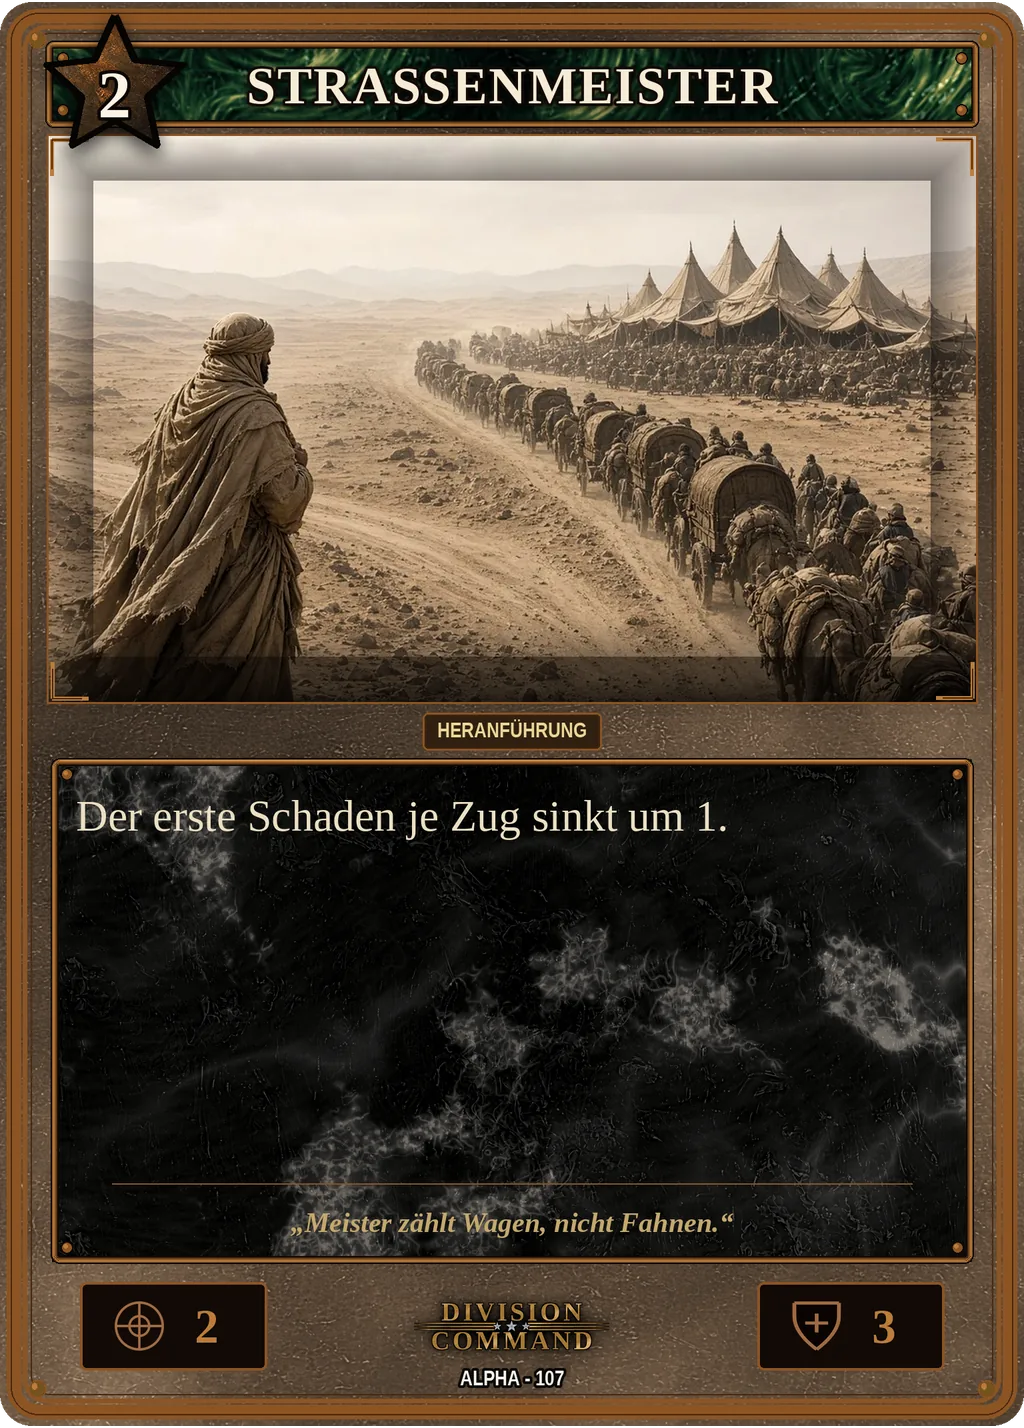 2
STRASSENMEISTER
HERANFÜHRUNG
Der erste Schaden je Zug sinkt um 1.
„Meister zählt Wagen, nicht Fahnen.“
2
DIVISION
COMMAND
3
ALPHA - 107